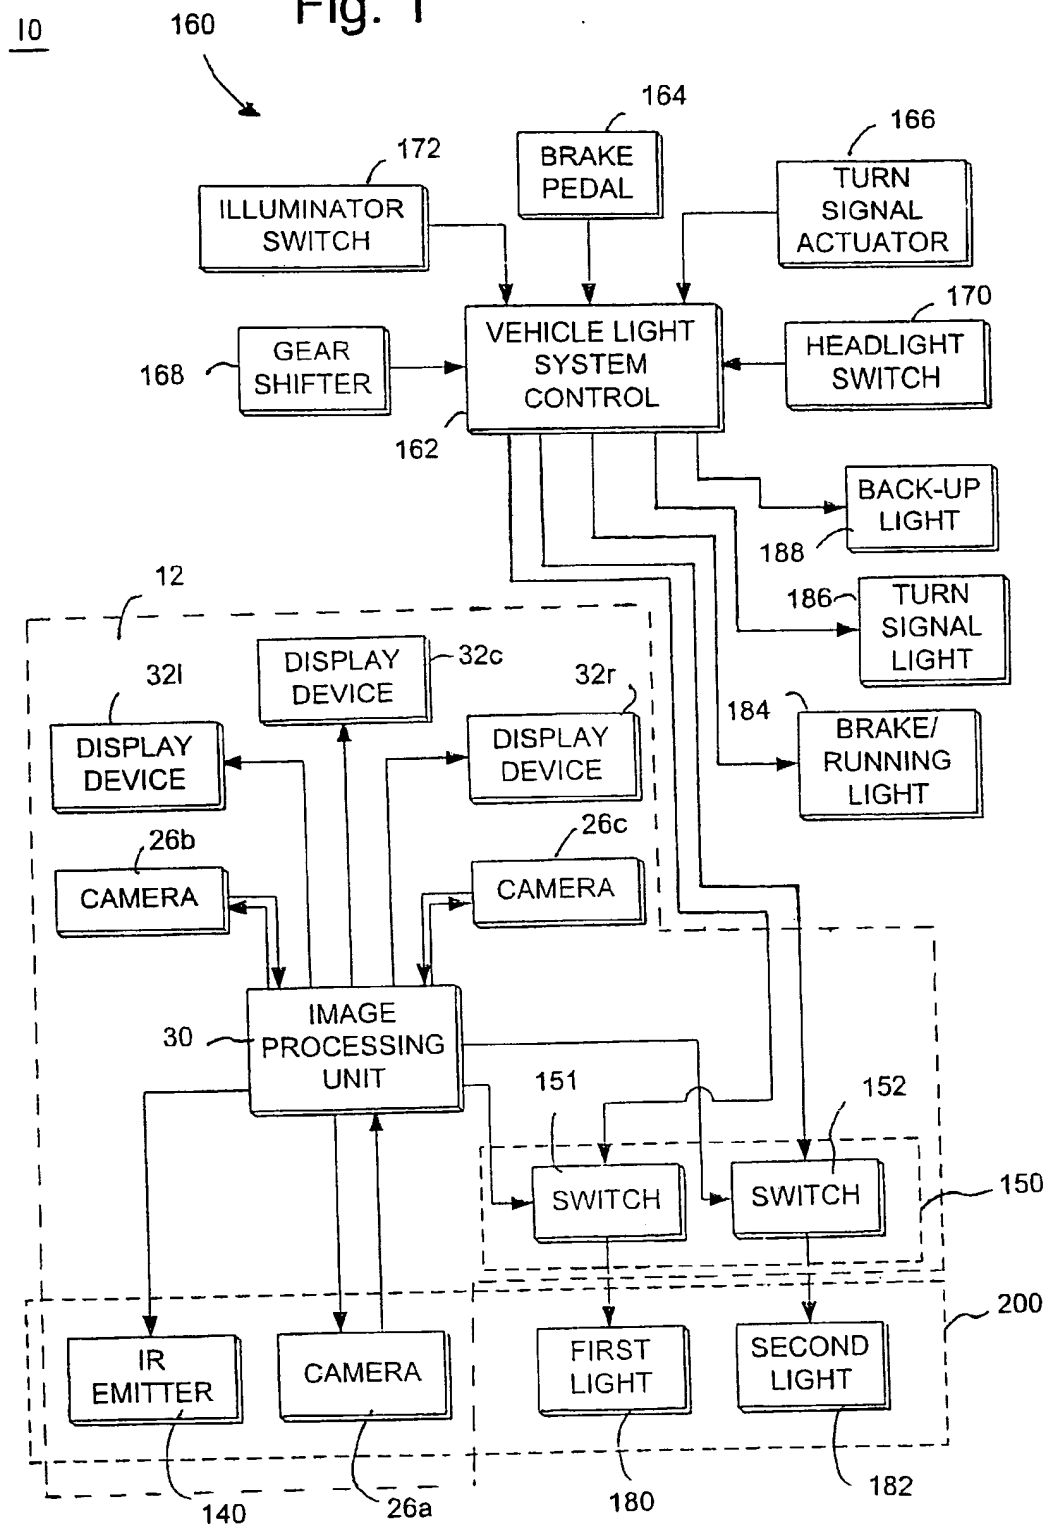 Fig. 1
10
160
164
166
172
BRAKE
PEDAL
TURN
SIGNAL
ACTUATOR
ILLUMINATOR
SWITCH
170
GEAR
SHIFTER
168
VEHICLE LIGHT
SYSTEM
CONTROL
HEADLIGHT
SWITCH
162
BACK-UP
LIGHT
188
12
186
TURN
SIGNAL
LIGHT
32l
DISPLAY
DEVICE
32c
32r
184
DISPLAY
DEVICE
DISPLAY
DEVICE
BRAKE/
RUNNING
LIGHT
26b
26c
CAMERA
CAMERA
30
IMAGE
PROCESSING
UNIT
151
152
SWITCH
SWITCH
150
200
IR
EMITTER
CAMERA
FIRST
LIGHT
SECOND
LIGHT
140
26a
180
182